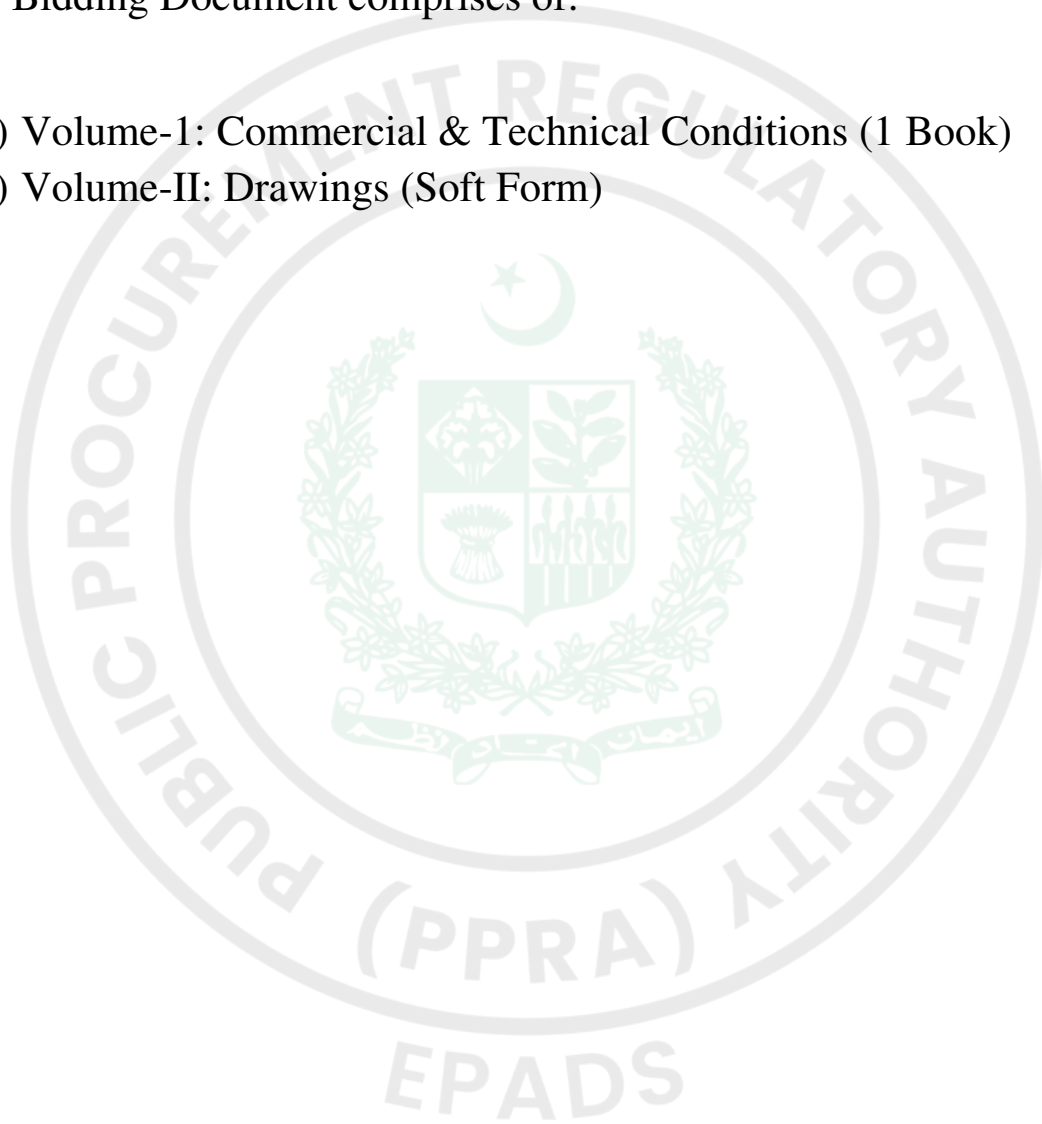 Bidding Document comprises of:
) Volume-1: Commercial & Technical Conditions (1 Book)
) Volume-II: Drawings (Soft Form)
PUBLIC PROCUREMENT REGULATORY AUTHORITY
(PPRA)
EPADS